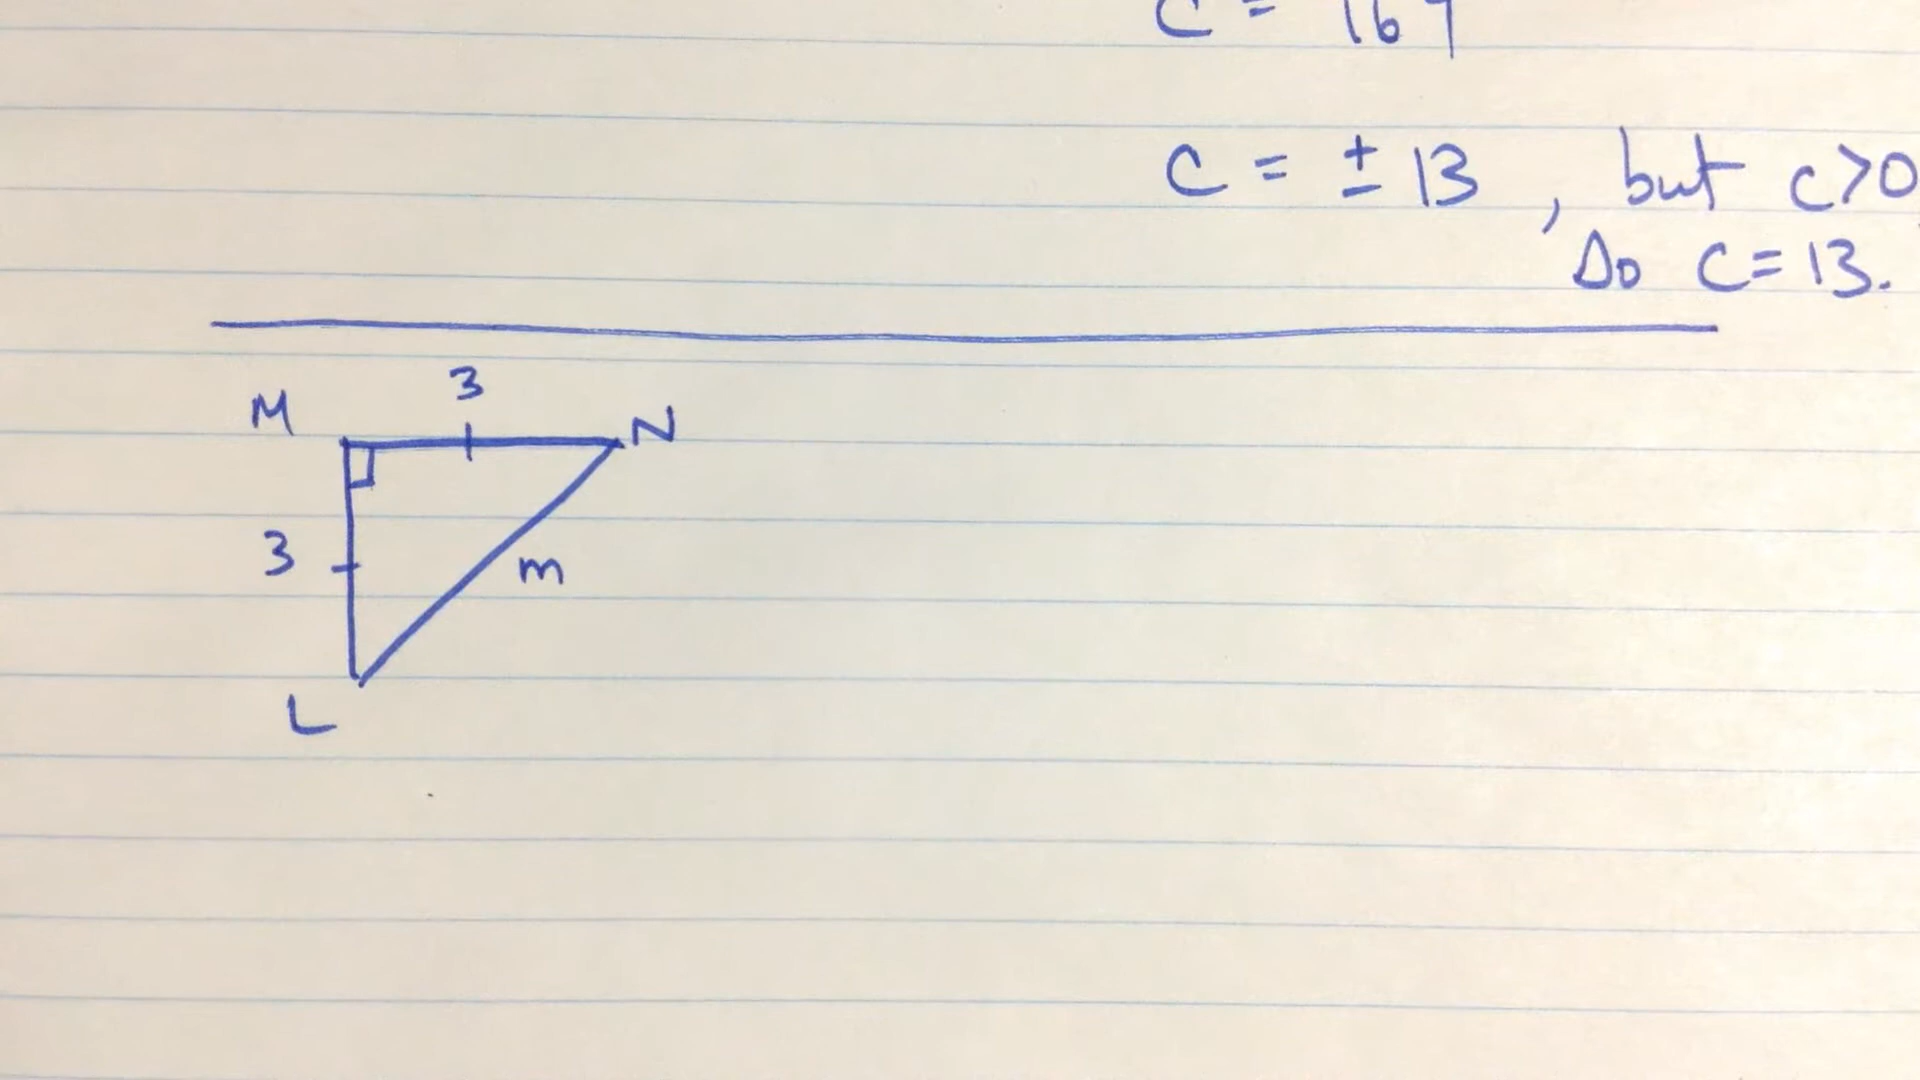 C = ± 13 , but c>0
so c = 13.
3
M
N
3
m
L